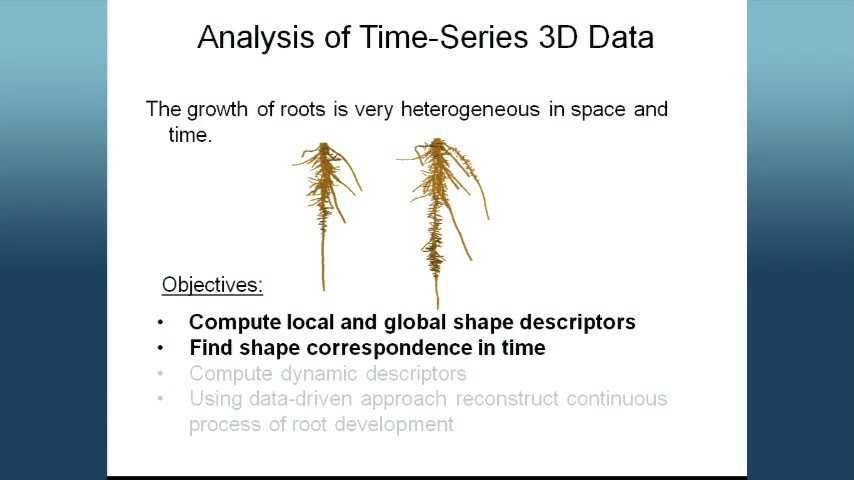 Analysis of Time-Series 3D Data
The growth of roots is very heterogeneous in space and
time.
Objectives:
• Compute local and global shape descriptors
• Find shape correspondence in time
• Compute dynamic descriptors
• Using data-driven approach reconstruct continuous
process of root development